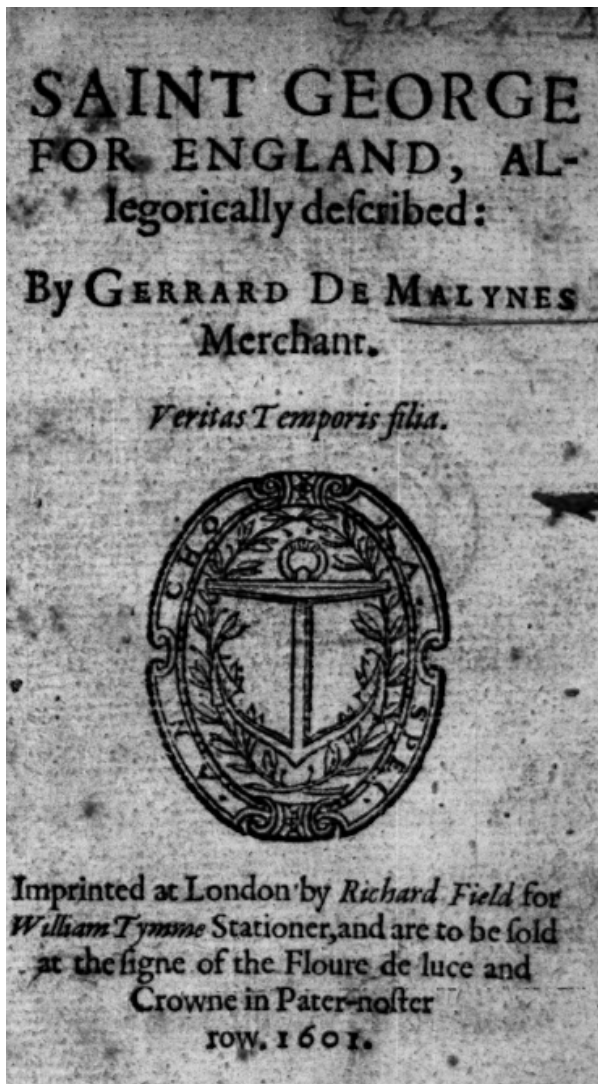 SAINT GEORGE
FOR ENGLAND, AL-
legorically deſcribed:
By GERRARD DE MALYNES
Merchant.
Veritas Temporis filia.
ANCHORA SPEI
Imprinted at London by Richard Field for
William Tymme Stationer, and are to be ſold
at the ſigne of the Floure de luce and
Crowne in Pater-noſter
row. 1601.